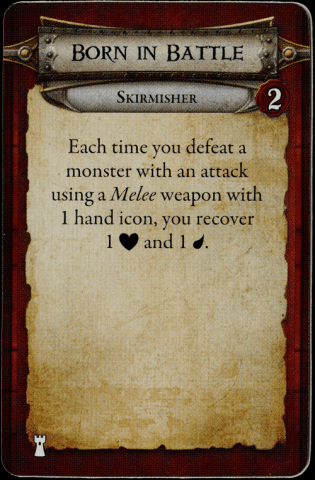 BORN IN BATTLE
SKIRMISHER
2
Each time you defeat a
monster with an attack
using a Melee weapon with
1 hand icon, you recover
1 ♥ and 1 .